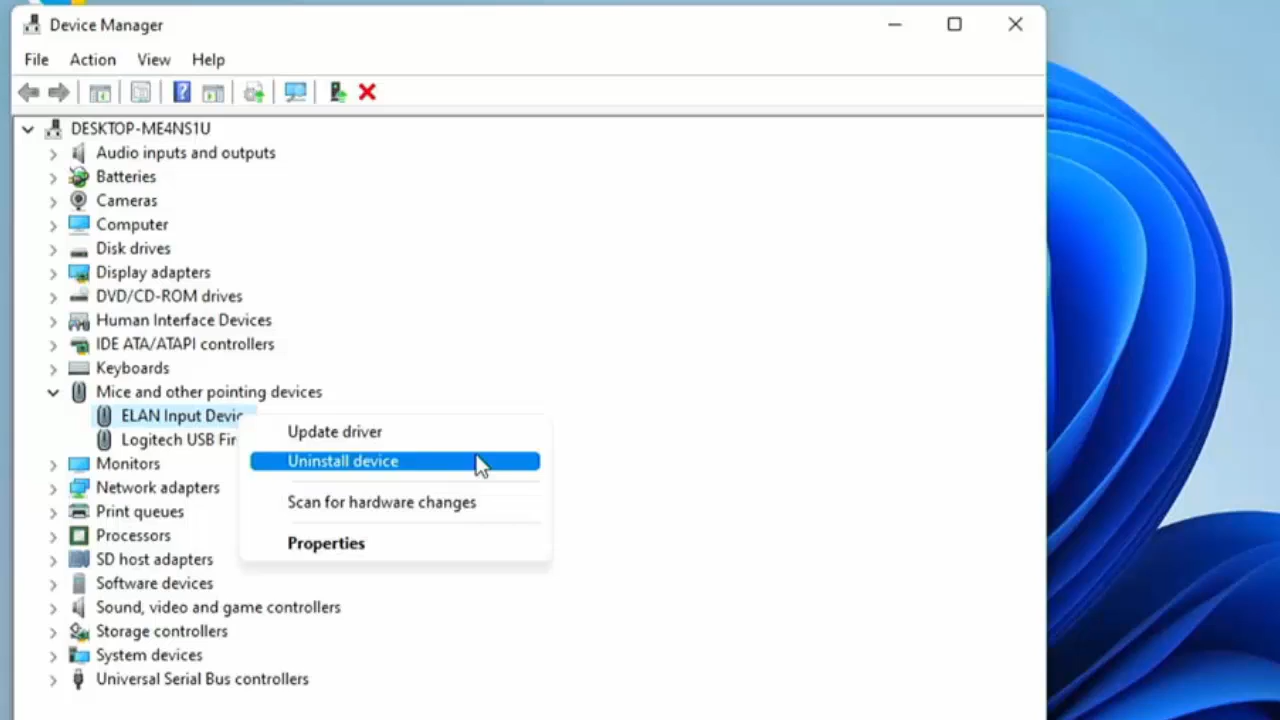 Device Manager
File Action View Help
DESKTOP-ME4NS1U
Audio inputs and outputs
Batteries
Cameras
Computer
Disk drives
Display adapters
DVD/CD-ROM drives
Human Interface Devices
IDE ATA/ATAPI controllers
Keyboards
Mice and other pointing devices
ELAN Input Devic
Logitech USB Fir
Update driver
Uninstall device
Scan for hardware changes
Properties
Monitors
Network adapters
Print queues
Processors
SD host adapters
Software devices
Sound, video and game controllers
Storage controllers
System devices
Universal Serial Bus controllers